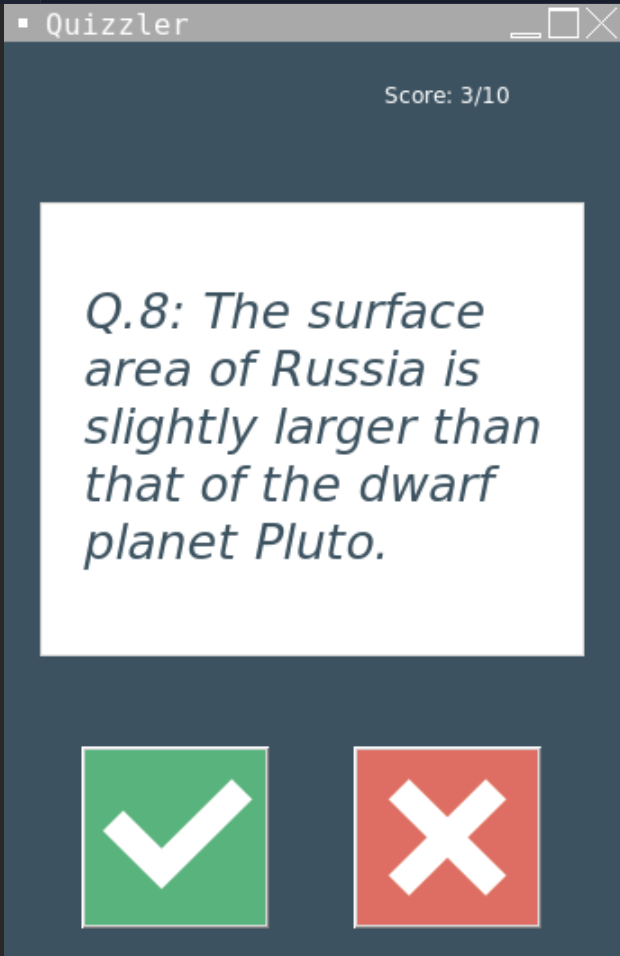 Quizzler
Score: 3/10
Q.8: The surface
area of Russia is
slightly larger than
that of the dwarf
planet Pluto.